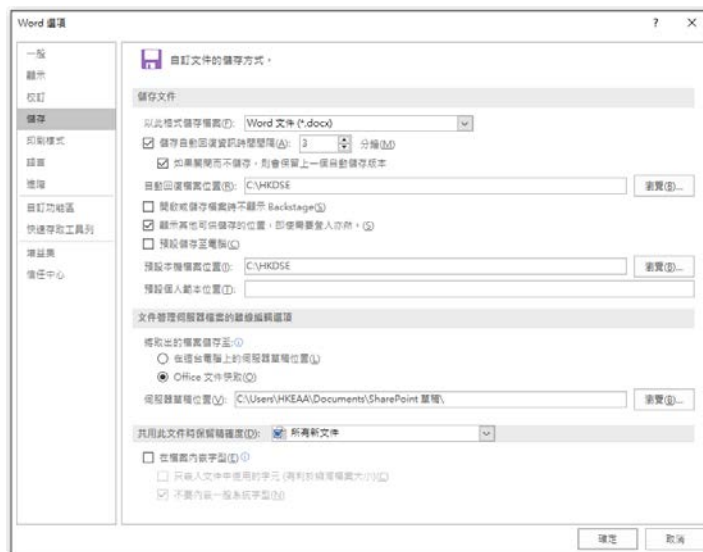 Word 選項
? ×
一般
顯示
校訂
儲存
印刷樣式
語言
進階
自訂功能區
快速存取工具列
增益集
信任中心
自訂文件的儲存方式。
儲存文件
以此格式儲存檔案(F): Word 文件 (*.docx)
儲存自動回復資訊時間間隔(A): 3 分鐘(M)
如果關閉而不儲存，則會保留上一個自動儲存版本
自動回復檔案位置(R): C:\HKDSE 瀏覽(B)...
開啟或儲存檔案時不顯示 Backstage(S)
顯示其他可供儲存的位置，即使需要登入亦然。(S)
預設儲存至電腦(C)
預設本機檔案位置(I): C:\HKDSE 瀏覽(B)...
預設個人範本位置(T):
文件管理伺服器檔案的離線編輯選項
將取出的檔案儲存至:
在這台電腦上的伺服器草稿位置(L)
Office 文件快取(O)
伺服器草稿位置(V): C:\Users\HKEAA\Documents\SharePoint 草稿\ 瀏覽(B)...
共用此文件時保留精確度(D): 所有新文件
在檔案內嵌字型(E)
只嵌入文件中使用的字元 (有利於縮減檔案大小)(C)
不要內嵌一般系統字型(N)
確定 取消